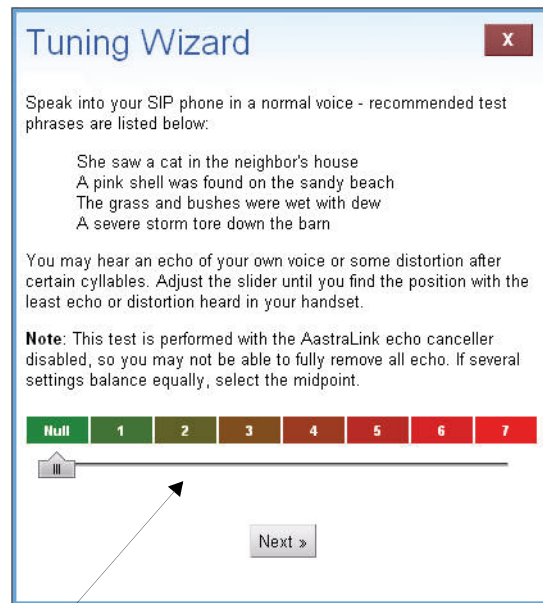 Tuning Wizard
X
Speak into your SIP phone in a normal voice - recommended test
phrases are listed below:
She saw a cat in the neighbor's house
A pink shell was found on the sandy beach
The grass and bushes were wet with dew
A severe storm tore down the barn
You may hear an echo of your own voice or some distortion after
certain cyllables. Adjust the slider until you find the position with the
least echo or distortion heard in your handset.
Note: This test is performed with the AastraLink echo canceller
disabled, so you may not be able to fully remove all echo. If several
settings balance equally, select the midpoint.
Null 1 2 3 4 5 6 7
Next »